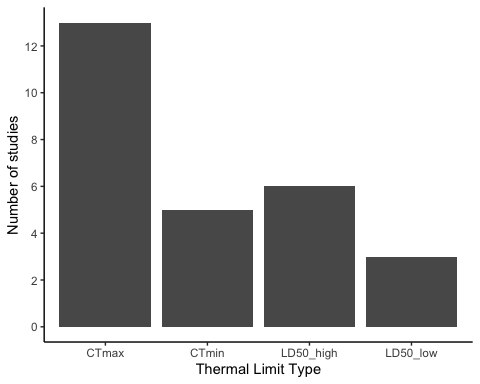 Number of studies
12
10
8
6
4
2
0
CTmax CTmin LD50_high LD50_low
Thermal Limit Type